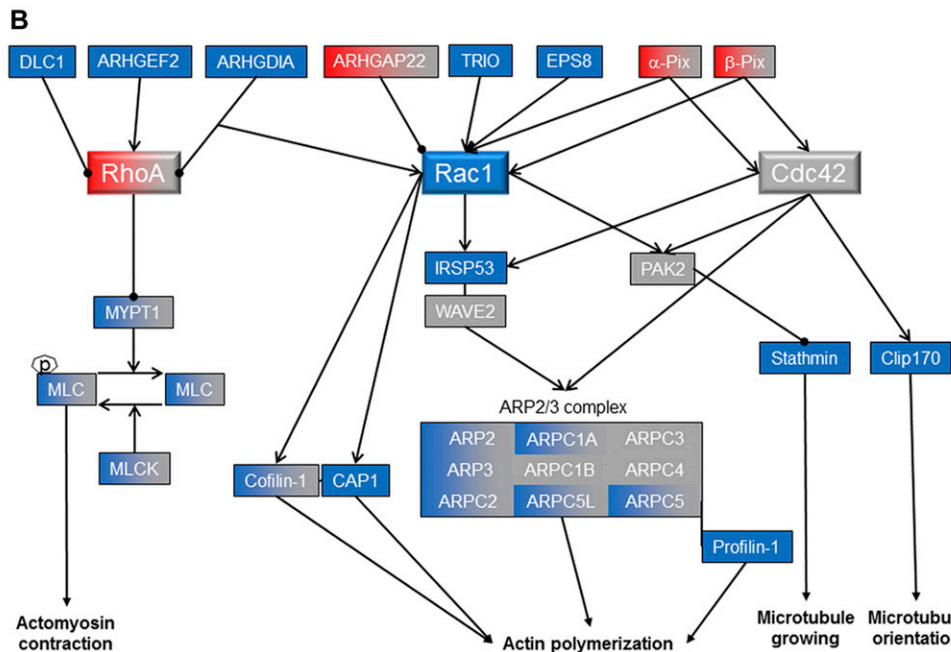 B
DLC1 ARHGEF2 ARHGDIA ARHGAP22 TRIO EPS8 α-Pix β-Pix
RhoA Rac1 Cdc42
IRSP53 PAK2
MYPT1 WAVE2
p
MLC MLC Stathmin Clip170
ARP2/3 complex
ARP2 ARPC1A ARPC3
MLCK Cofilin-1 CAP1 ARP3 ARPC1B ARPC4
ARPC2 ARPC5L ARPC5
Profilin-1
Actomyosin Microtubule Microtubu
contraction Actin polymerization growing orientatio